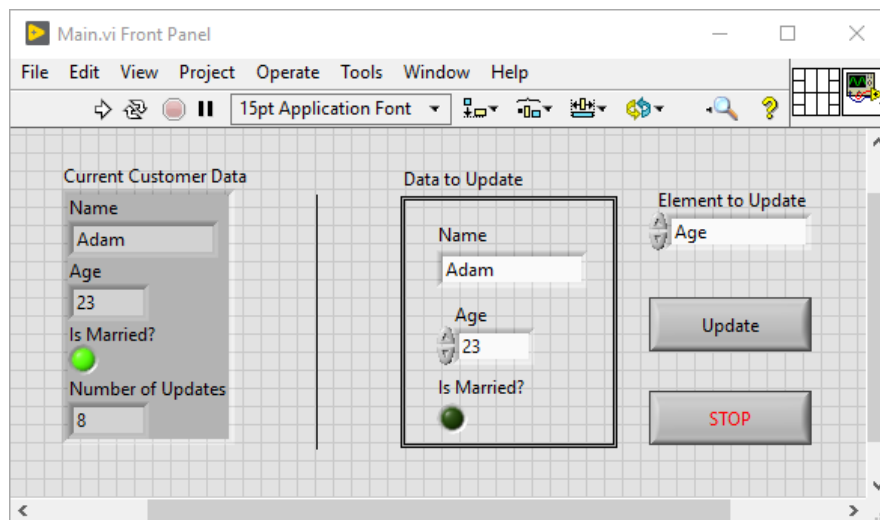 Main.vi Front Panel
File Edit View Project Operate Tools Window Help
15pt Application Font
Current Customer Data
Name
Adam
Age
23
Is Married?
Number of Updates
8
Data to Update
Name
Adam
Age
23
Is Married?
Element to Update
Age
Update
STOP